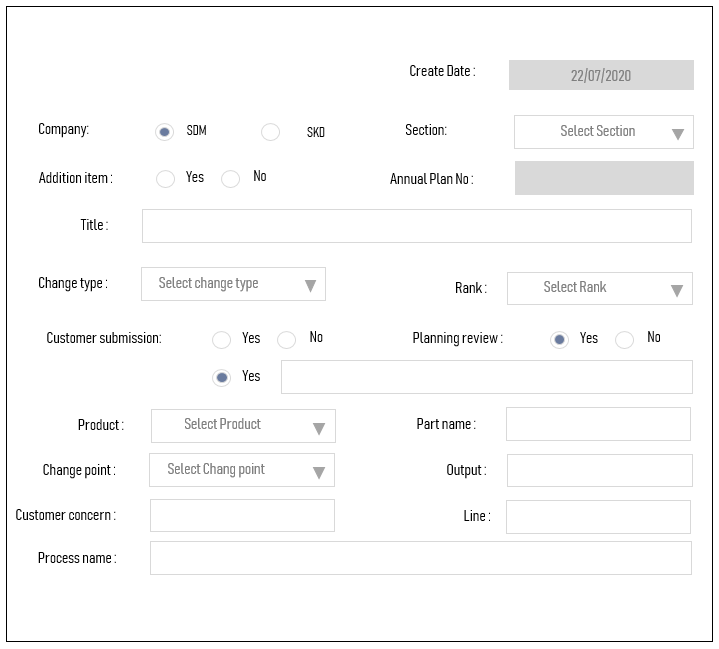 Create Date : 22/07/2020
Company: SDM SKD Section: Select Section
Addition item : Yes No Annual Plan No :
Title :
Change type : Select change type Rank : Select Rank
Customer submission: Yes No Planning review : Yes No
Yes
Product : Select Product Part name :
Change point : Select Chang point Output :
Customer concern : Line :
Process name :